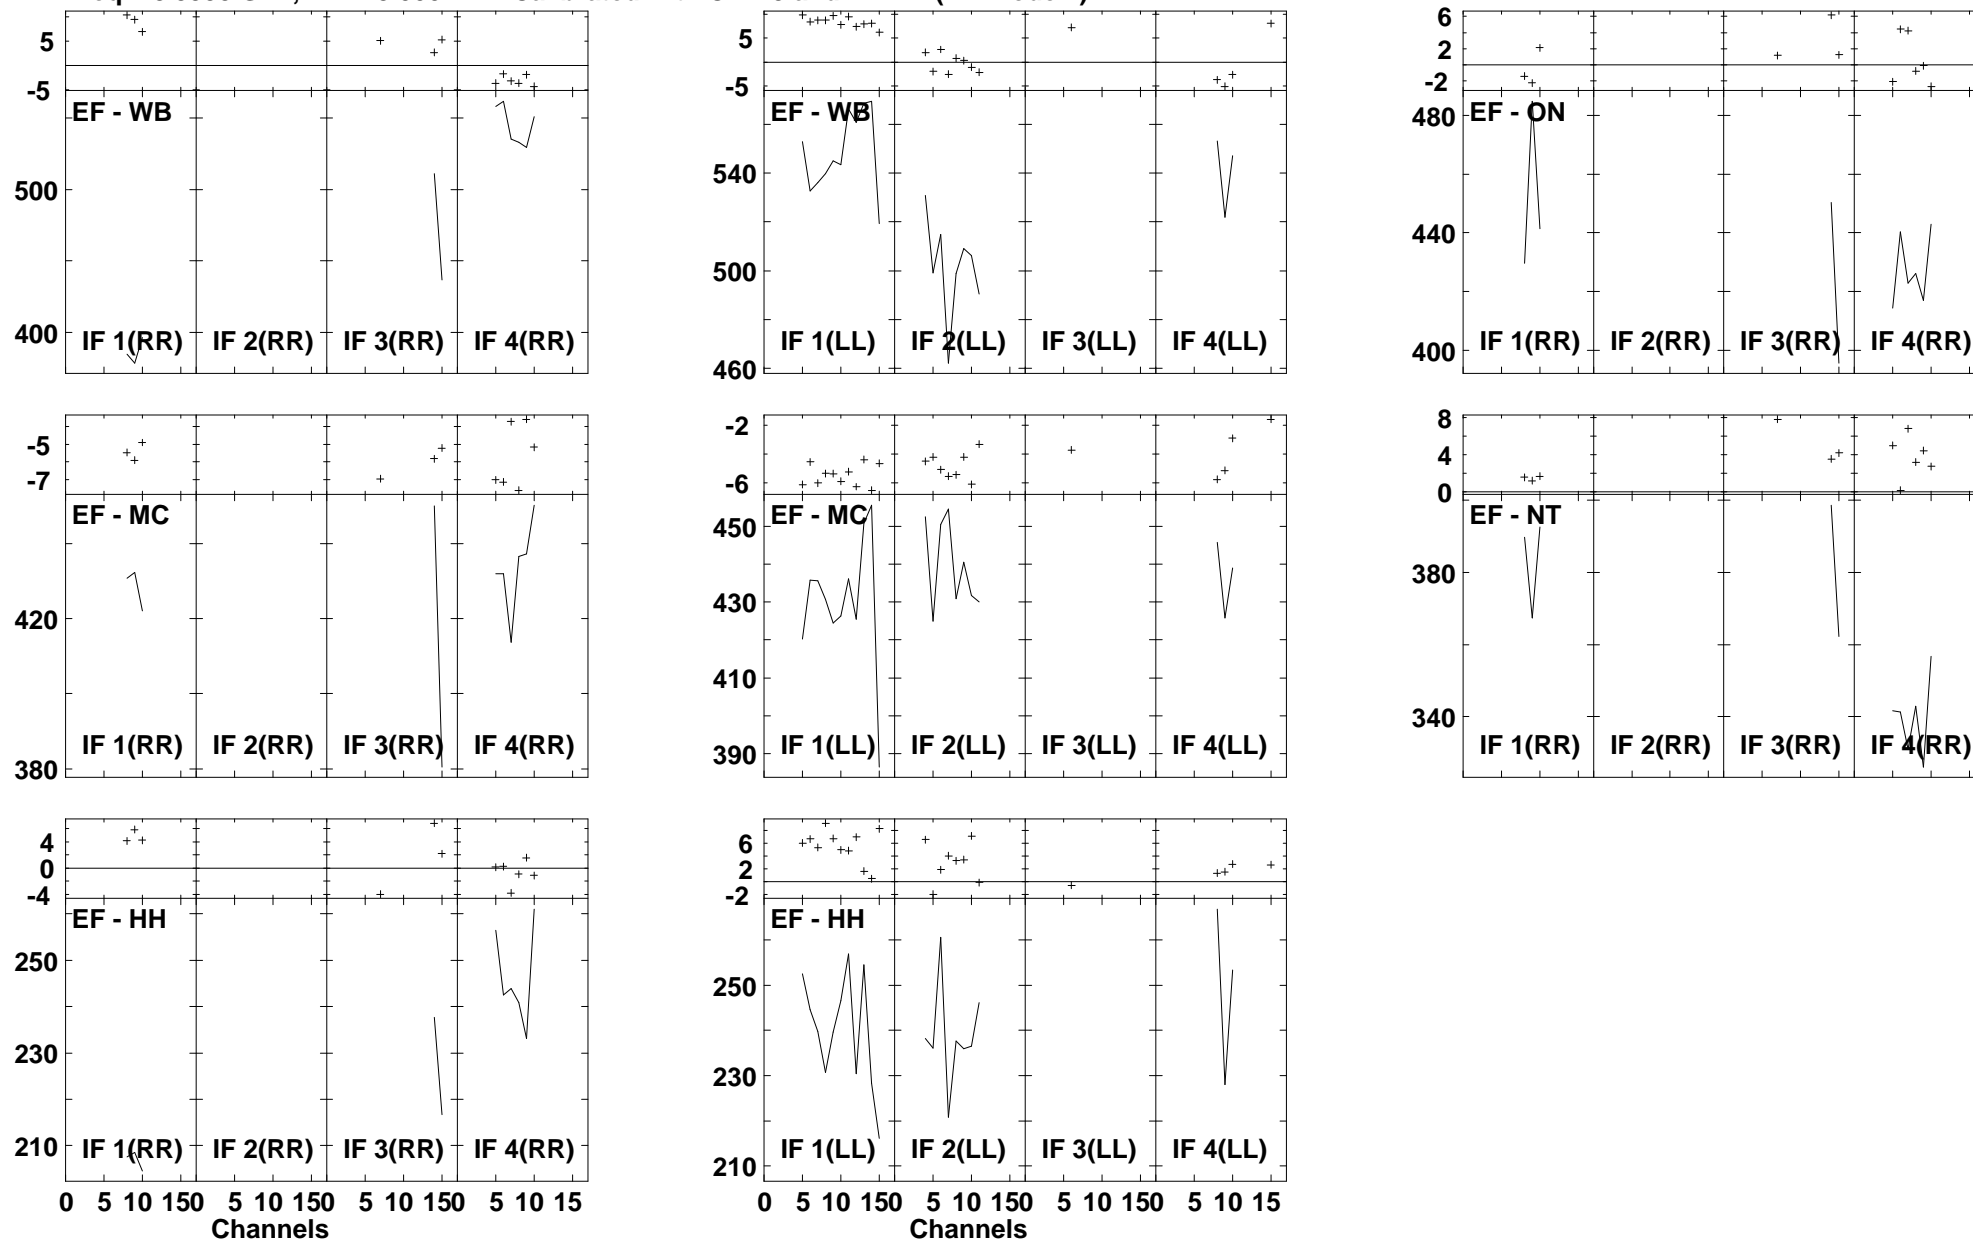 5
-5
EF - WB
500
400
IF 1(RR) IF 2(RR) IF 3(RR) IF 4(RR)
5
-5
EF - WB
540
500
460
IF 1(LL) IF 2(LL) IF 3(LL) IF 4(LL)
6
2
-2
EF - ON
480
440
400
IF 1(RR) IF 2(RR) IF 3(RR) IF 4(RR)
-5
-7
EF - MC
420
380
IF 1(RR) IF 2(RR) IF 3(RR) IF 4(RR)
-2
-6
EF - MC
450
430
410
390
IF 1(LL) IF 2(LL) IF 3(LL) IF 4(LL)
8
4
0
EF - NT
380
340
IF 1(RR) IF 2(RR) IF 3(RR) IF 4(RR)
4
0
-4
EF - HH
250
230
210
IF 1(RR) IF 2(RR) IF 3(RR) IF 4(RR)
0 5 10 150 5 10 150 5 10 150 5 10 15
Channels
6
2
-2
EF - HH
250
230
210
IF 1(LL) IF 2(LL) IF 3(LL) IF 4(LL)
0 5 10 150 5 10 150 5 10 150 5 10 15
Channels